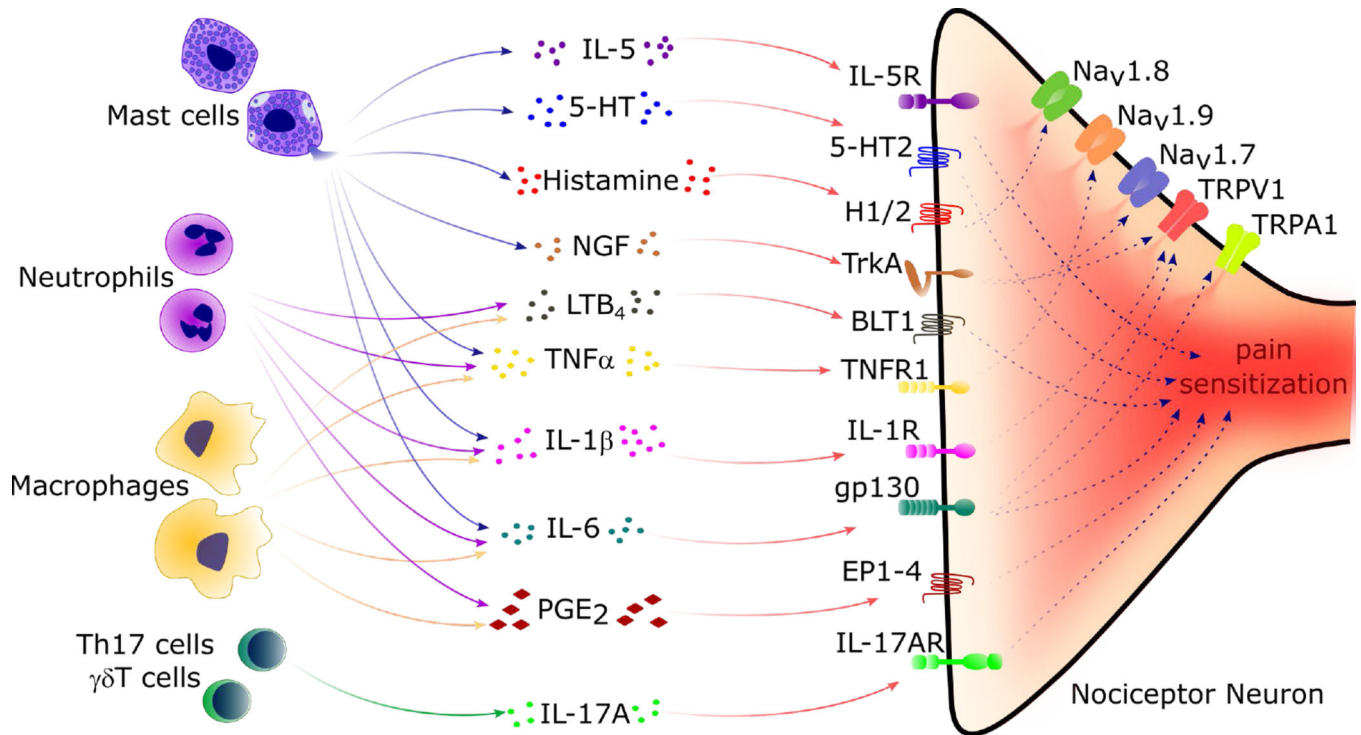 Mast cells
Neutrophils
Macrophages
Th17 cells
γδT cells
IL-5
5-HT
Histamine
NGF
LTB₄
TNFα
IL-1β
IL-6
PGE₂
IL-17A
IL-5R
5-HT2
H1/2
TrkA
BLT1
TNFR1
IL-1R
gp130
EP1-4
IL-17AR
Naᵥ1.8
Naᵥ1.9
Naᵥ1.7
TRPV1
TRPA1
pain
sensitization
Nociceptor Neuron